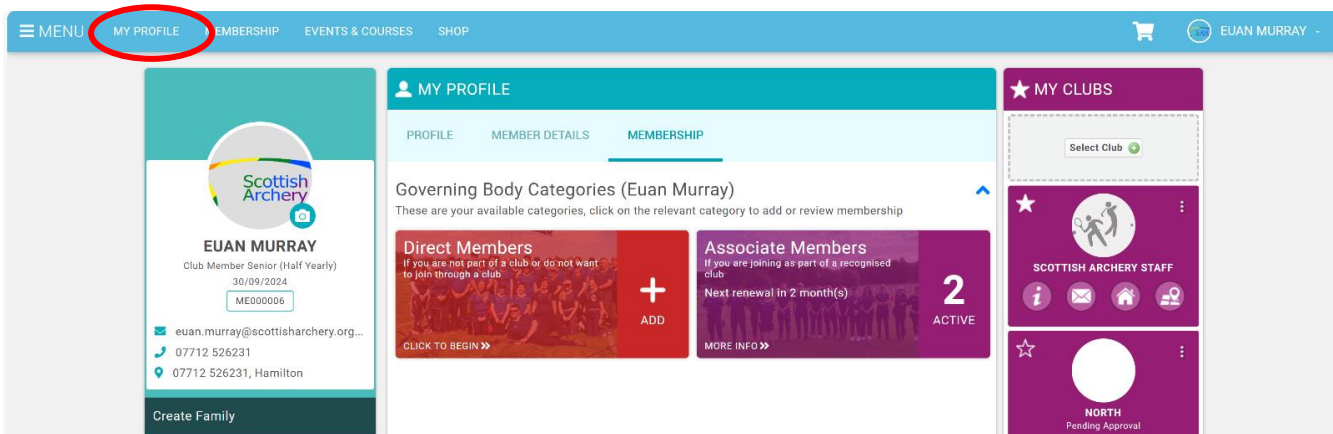 MENU
MY PROFILE
MEMBERSHIP
EVENTS & COURSES
SHOP
EUAN MURRAY
Scottish
Archery
EUAN MURRAY
Club Member Senior (Half Yearly)
30/09/2024
ME000006
euan.murray@scottisharchery.org...
07712 526231
07712 526231, Hamilton
Create Family
MY PROFILE
PROFILE
MEMBER DETAILS
MEMBERSHIP
Governing Body Categories (Euan Murray)
These are your available categories, click on the relevant category to add or review membership
Direct Members
If you are not part of a club or do not want
to join through a club
+
ADD
CLICK TO BEGIN
Associate Members
If you are joining as part of a recognised
club
Next renewal in 2 month(s)
2
ACTIVE
MORE INFO
MY CLUBS
Select Club
SCOTTISH ARCHERY STAFF
NORTH
Pending Approval